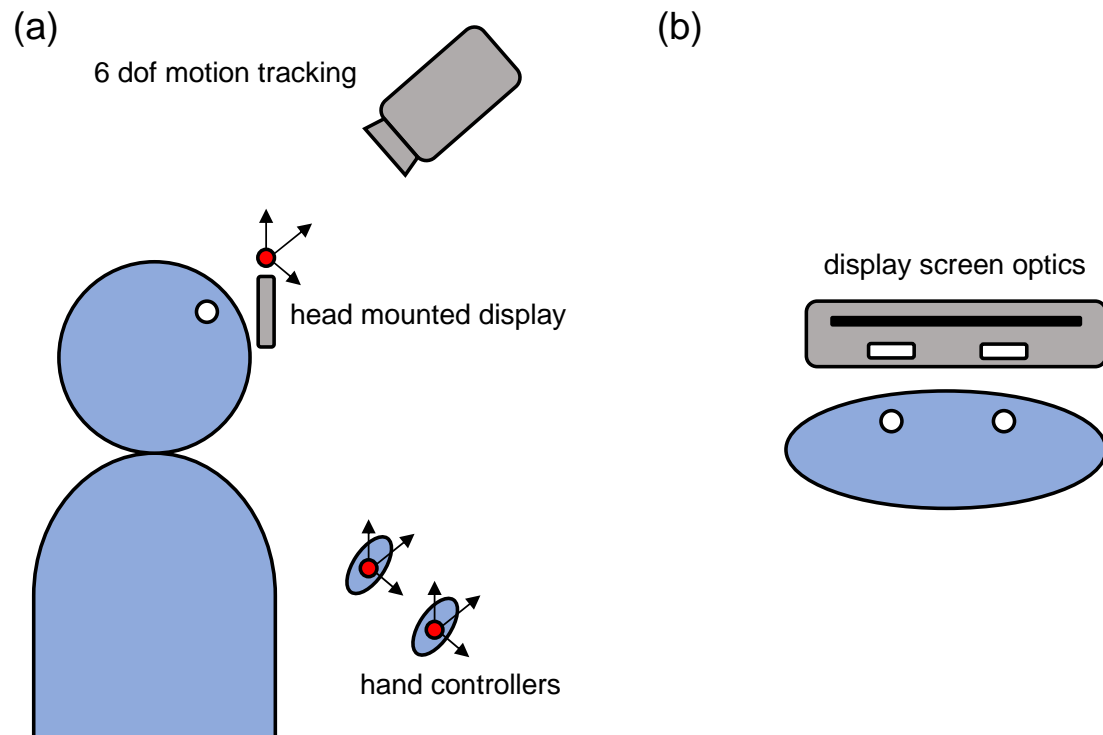 (a)
6 dof motion tracking
head mounted display
hand controllers
(b)
display screen optics